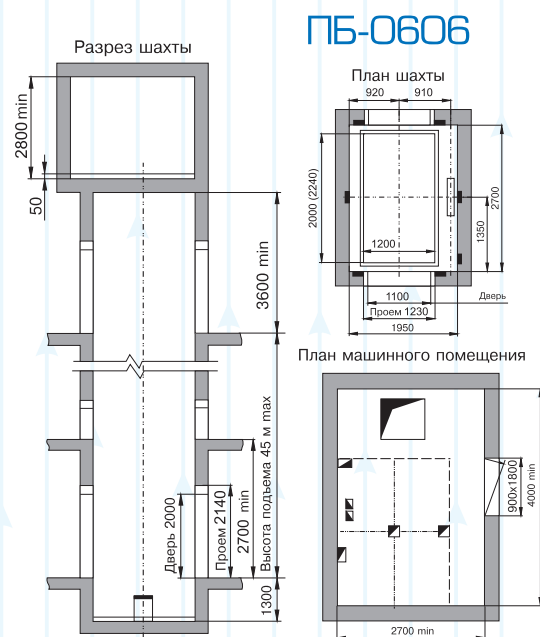 ПБ-0606
Разрез шахты
2800 min
50
3600 min
Высота подъема 45 м max
2700 min
Проем 2140
Дверь 2000
1300
План шахты
920
910
2000 (2240)
2700
1350
1200
1100
Дверь
Проем 1230
1950
План машинного помещения
900х1800
4000 min
2700 min